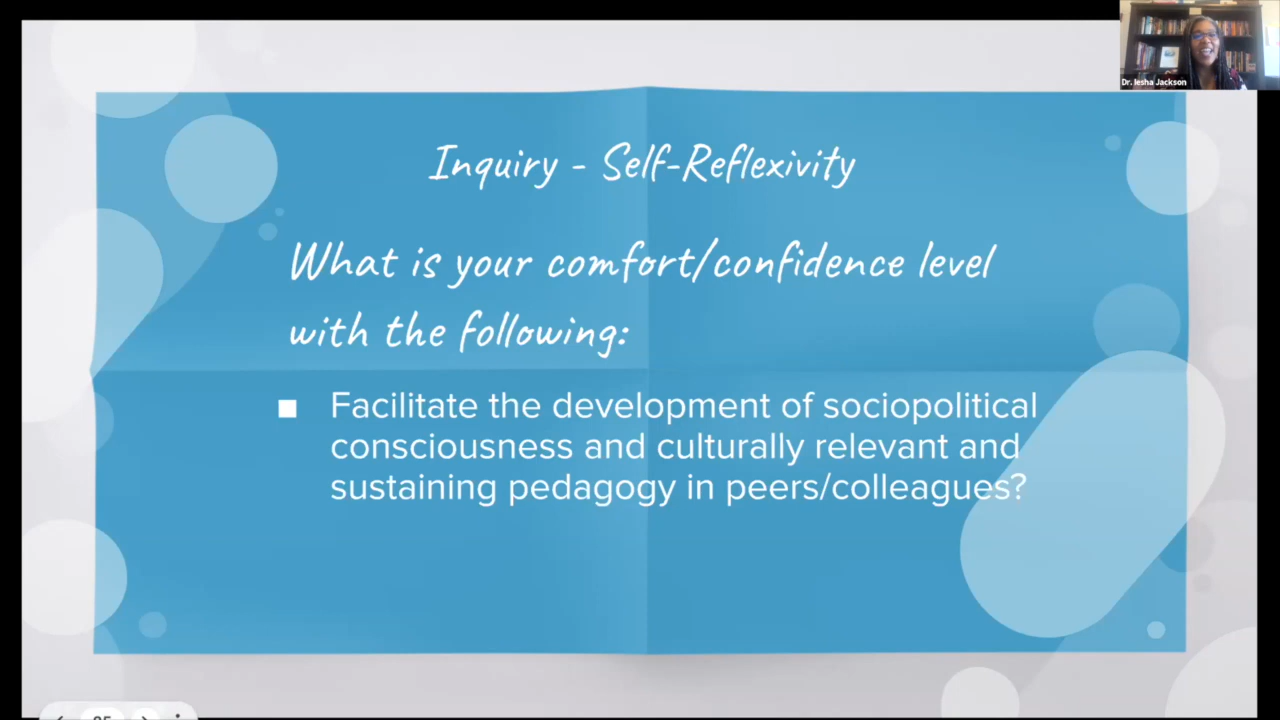 Dr. Iesha Jackson
Inquiry - Self-Reflexivity
What is your comfort/confidence level
with the following:
■ Facilitate the development of sociopolitical
consciousness and culturally relevant and
sustaining pedagogy in peers/colleagues?